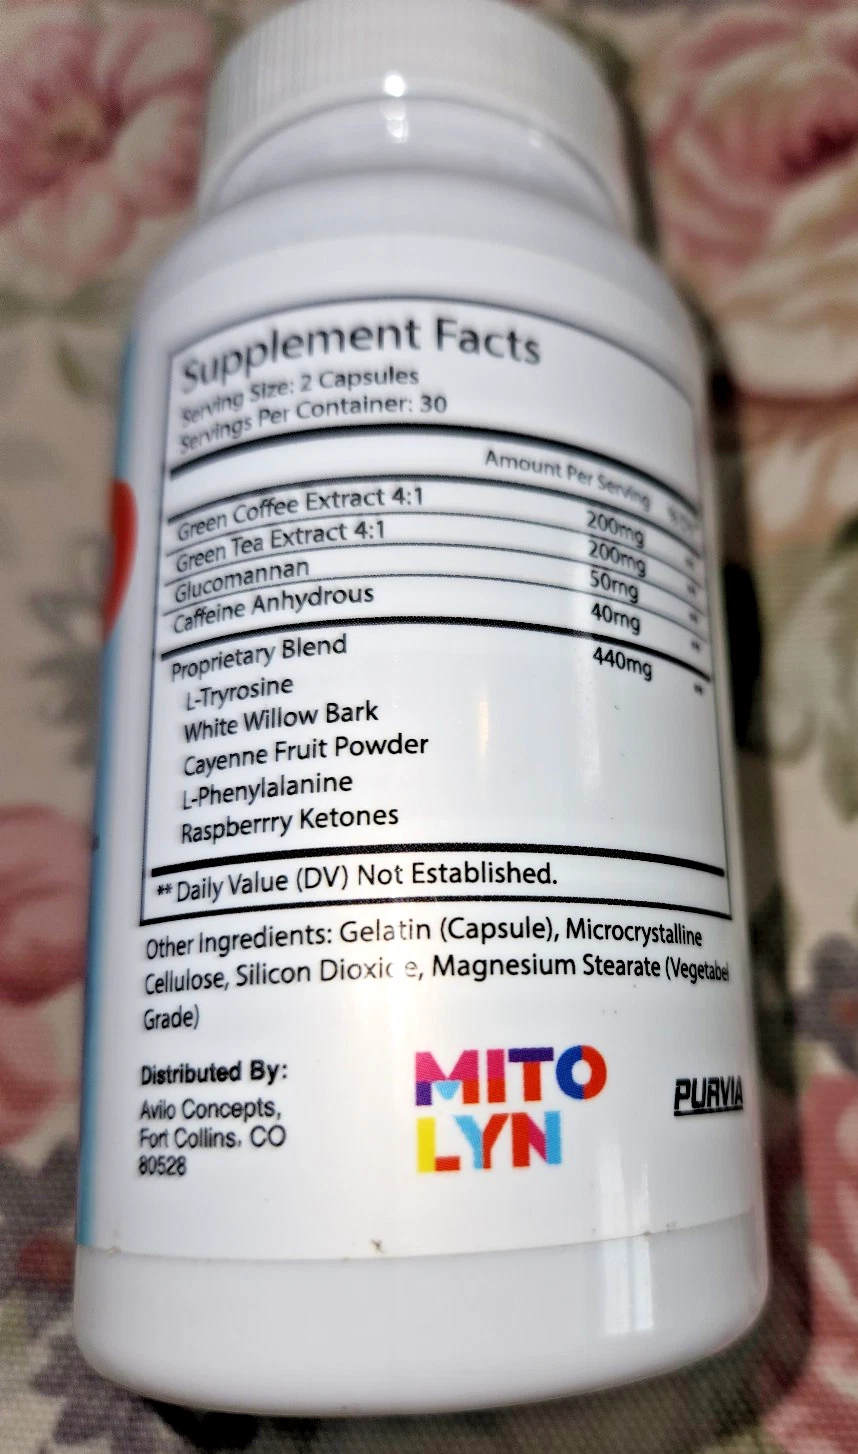 Supplement Facts
Serving Size: 2 Capsules
Servings Per Container: 30
Amount Per Serving
Green Coffee Extract 4:1 200mg **
Green Tea Extract 4:1 200mg **
Glucomannan 50mg **
Caffeine Anhydrous 40mg **
Proprietary Blend 440mg **
L-Tryrosine
White Willow Bark
Cayenne Fruit Powder
L-Phenylalanine
Raspberrry Ketones
** Daily Value (DV) Not Established.
Other Ingredients: Gelatin (Capsule), Microcrystalline
Cellulose, Silicon Dioxide, Magnesium Stearate (Vegetabel
Grade)
Distributed By:
Avilo Concepts,
Fort Collins, CO
80528
MITO
LYN
PURVIA